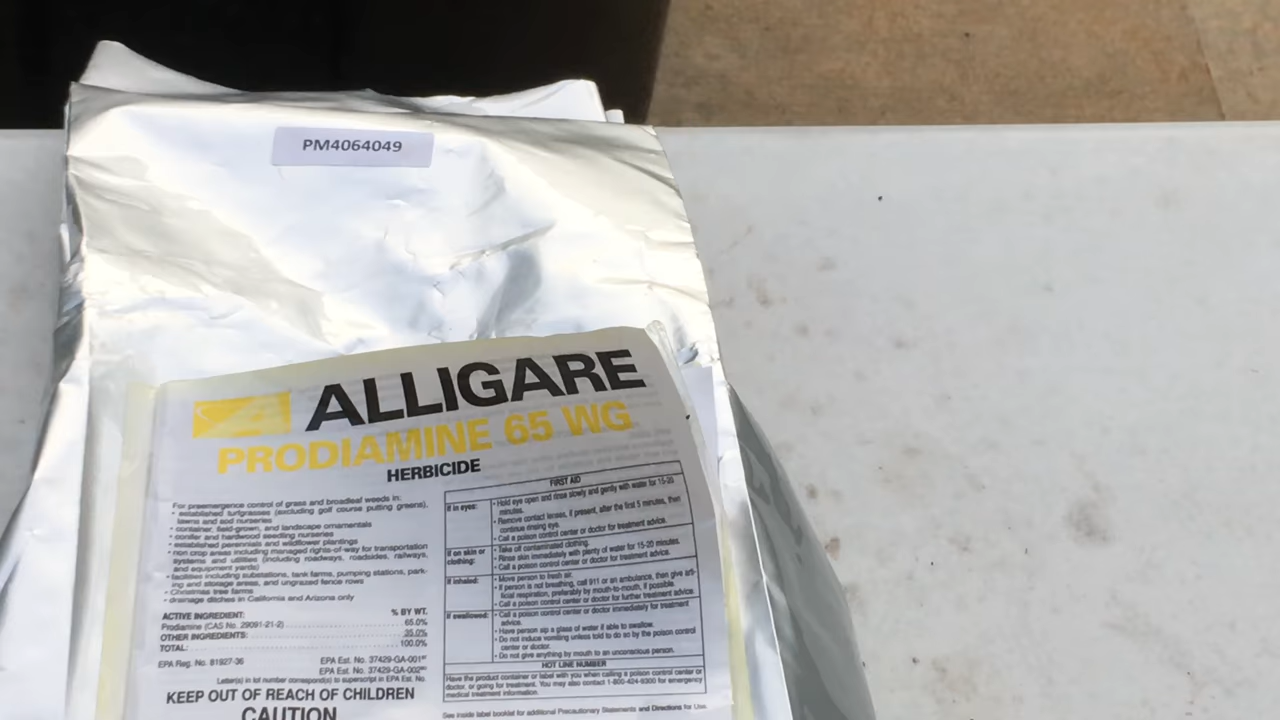 PM4064049
ALLIGARE
PRODIAMINE 65 WG
HERBICIDE
For preemergence control of grass and broadleaf weeds in:
• established turfgrasses (excluding golf course putting greens),
lawns and sod nurseries
• container, field-grown, and landscape ornamentals
• conifer and hardwood seedling nurseries
• established perennials and wildflower plantings
• non crop areas including managed rights-of-way for transportation
systems and utilities (including roadways, roadsides, railways,
and equipment yards)
• facilities including substations, tank farms, pumping stations, park-
ing and storage areas, and ungrazed fence rows
• Christmas tree farms
• drainage ditches in California and Arizona only
ACTIVE INGREDIENT: % BY WT.
Prodiamine (CAS No. 29091-21-2) 65.0%
OTHER INGREDIENTS: 35.0%
TOTAL: 100.0%
EPA Reg. No. 81927-36 EPA Est. No. 37429-GA-001
EPA Est. No. 37429-GA-002
Letter(s) in lot number correspond(s) to superscript in EPA Est. No.
KEEP OUT OF REACH OF CHILDREN
CAUTION
FIRST AID
If in eyes:
• Hold eye open and rinse slowly and gently with water for 15-20
minutes.
• Remove contact lenses, if present, after the first 5 minutes, then
continue rinsing eye.
• Call a poison control center or doctor for treatment advice.
If on skin or
clothing:
• Take off contaminated clothing.
• Rinse skin immediately with plenty of water for 15-20 minutes.
• Call a poison control center or doctor for treatment advice.
If inhaled:
• Move person to fresh air.
• If person is not breathing, call 911 or an ambulance, then give arti-
ficial respiration, preferably by mouth-to-mouth, if possible.
• Call a poison control center or doctor for further treatment advice.
If swallowed:
• Call a poison control center or doctor immediately for treatment
advice.
• Have person sip a glass of water if able to swallow.
• Do not induce vomiting unless told to do so by the poison control
center or doctor.
• Do not give anything by mouth to an unconscious person.
HOT LINE NUMBER
Have the product container or label with you when calling a poison control center or
doctor, or going for treatment. You may also contact 1-800-424-9300 for emergency
medical treatment information.
See inside label booklet for additional Precautionary Statements and Directions for Use.